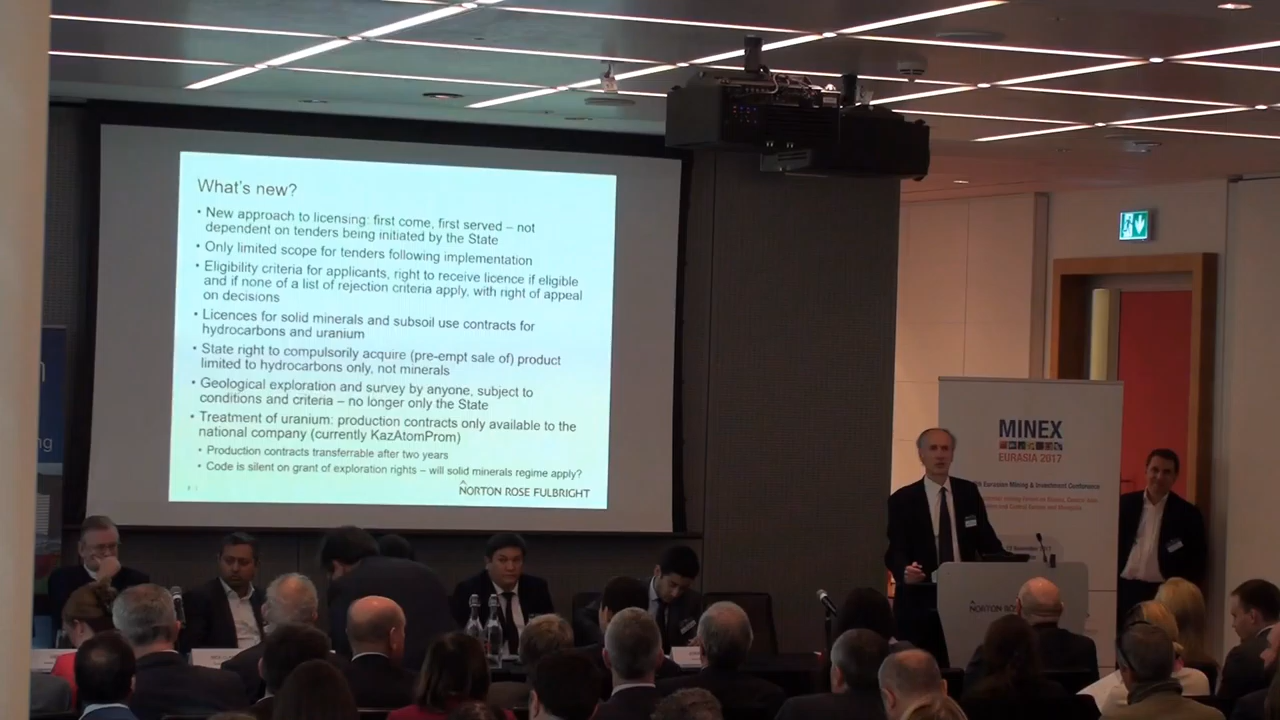 What's new?
• New approach to licensing: first come, first served – not
dependent on tenders being initiated by the State
• Only limited scope for tenders following implementation
• Eligibility criteria for applicants, right to receive licence if eligible
and if none of a list of rejection criteria apply, with right of appeal
on decisions
• Licences for solid minerals and subsoil use contracts for
hydrocarbons and uranium
• State right to compulsorily acquire (pre-empt sale of) product
limited to hydrocarbons only, not minerals
• Geological exploration and survey by anyone, subject to
conditions and criteria – no longer only the State
• Treatment of uranium: production contracts only available to the
national company (currently KazAtomProm)
• Production contracts transferrable after two years
• Code is silent on grant of exploration rights – will solid minerals regime apply?
NORTON ROSE FULBRIGHT
MINEX
EURASIA 2017
Eurasian Mining & Investment Conference
NORTON